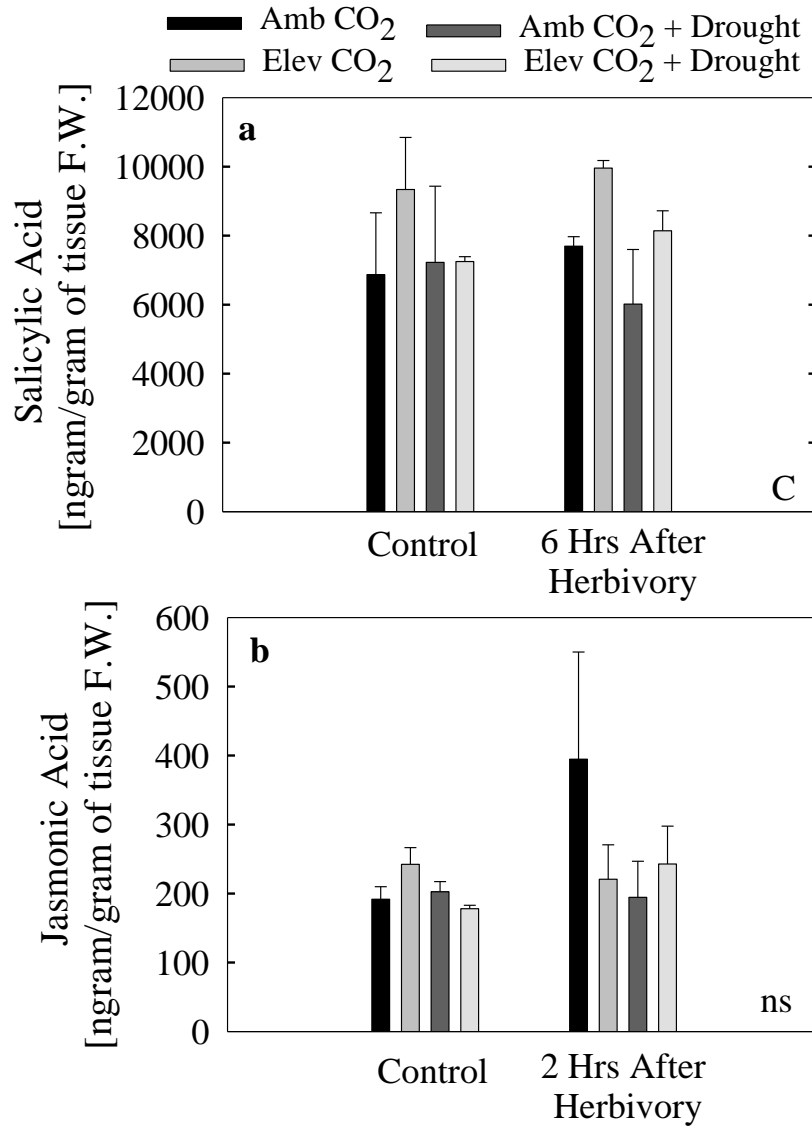 Amb CO2 Amb CO2 + Drought
Elev CO2 Elev CO2 + Drought
a
Salicylic Acid
[ngram/gram of tissue F.W.]
12000
10000
8000
6000
4000
2000
0
C
Control
6 Hrs After
Herbivory
b
Jasmonic Acid
[ngram/gram of tissue F.W.]
600
500
400
300
200
100
0
ns
Control
2 Hrs After
Herbivory